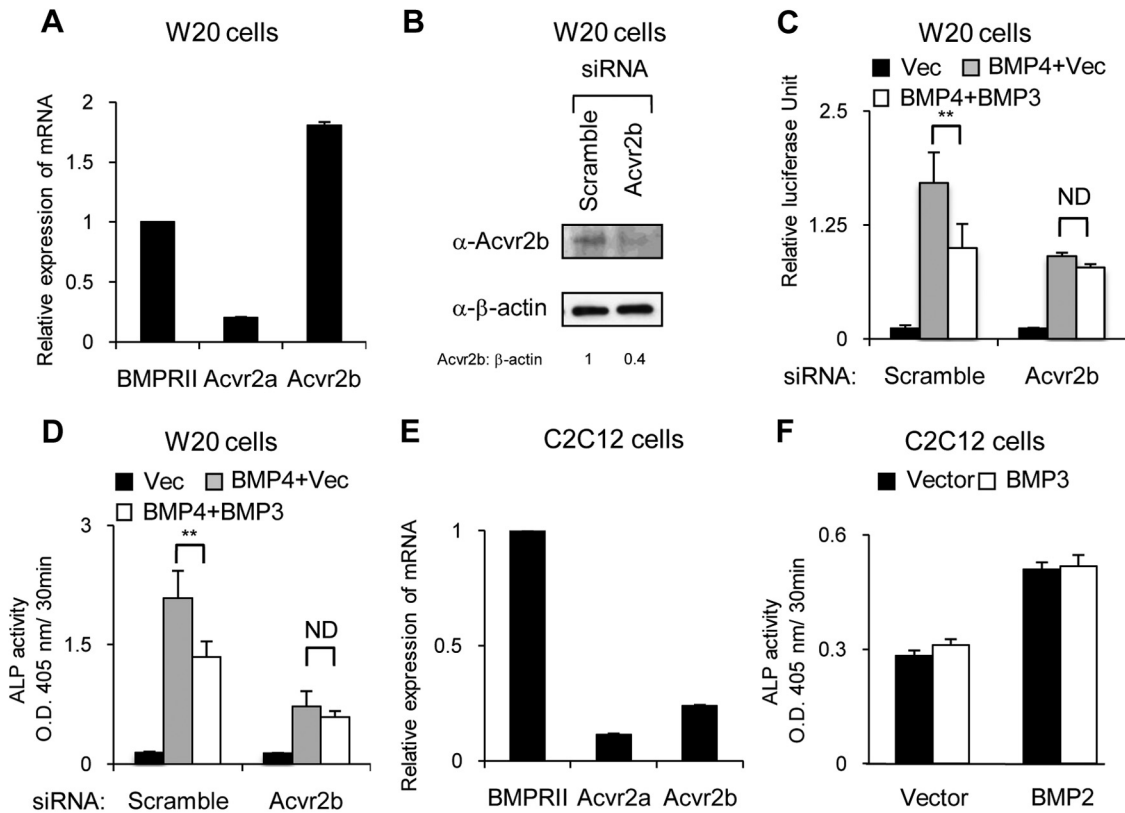 A
W20 cells
Relative expression of mRNA
2
1.5
1
0.5
0
BMPRII Acvr2a Acvr2b
B
W20 cells
siRNA
Scramble
Acvr2b
α-Acvr2b
α-β-actin
Acvr2b: β-actin 1 0.4
C
W20 cells
Vec BMP4+Vec
BMP4+BMP3
Relative luciferase Unit
2.5
1.25
0
**
ND
siRNA: Scramble Acvr2b
D
W20 cells
Vec BMP4+Vec
BMP4+BMP3
ALP activity
O.D. 405 nm/ 30min
3
1.5
0
**
ND
siRNA: Scramble Acvr2b
E
C2C12 cells
Relative expression of mRNA
1
0.5
0
BMPRII Acvr2a Acvr2b
F
C2C12 cells
Vector BMP3
ALP activity
O.D. 405 nm/ 30min
0.6
0.3
0
Vector BMP2